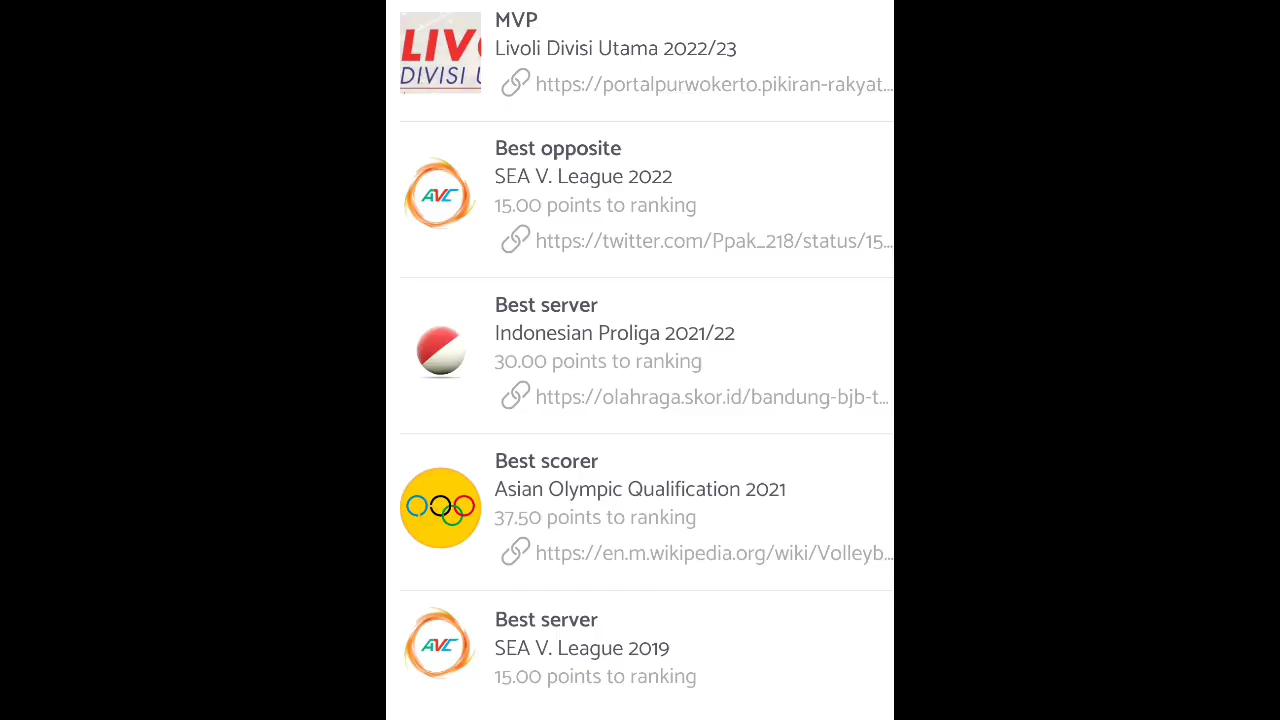 LIV
DIVISI U
MVP
Livoli Divisi Utama 2022/23
https://portalpurwokerto.pikiran-rakyat...
AVC
Best opposite
SEA V. League 2022
15.00 points to ranking
https://twitter.com/Ppak_218/status/15...
Best server
Indonesian Proliga 2021/22
30.00 points to ranking
https://olahraga.skor.id/bandung-bjb-t...
Best scorer
Asian Olympic Qualification 2021
37.50 points to ranking
https://en.m.wikipedia.org/wiki/Volleyb...
AVC
Best server
SEA V. League 2019
15.00 points to ranking